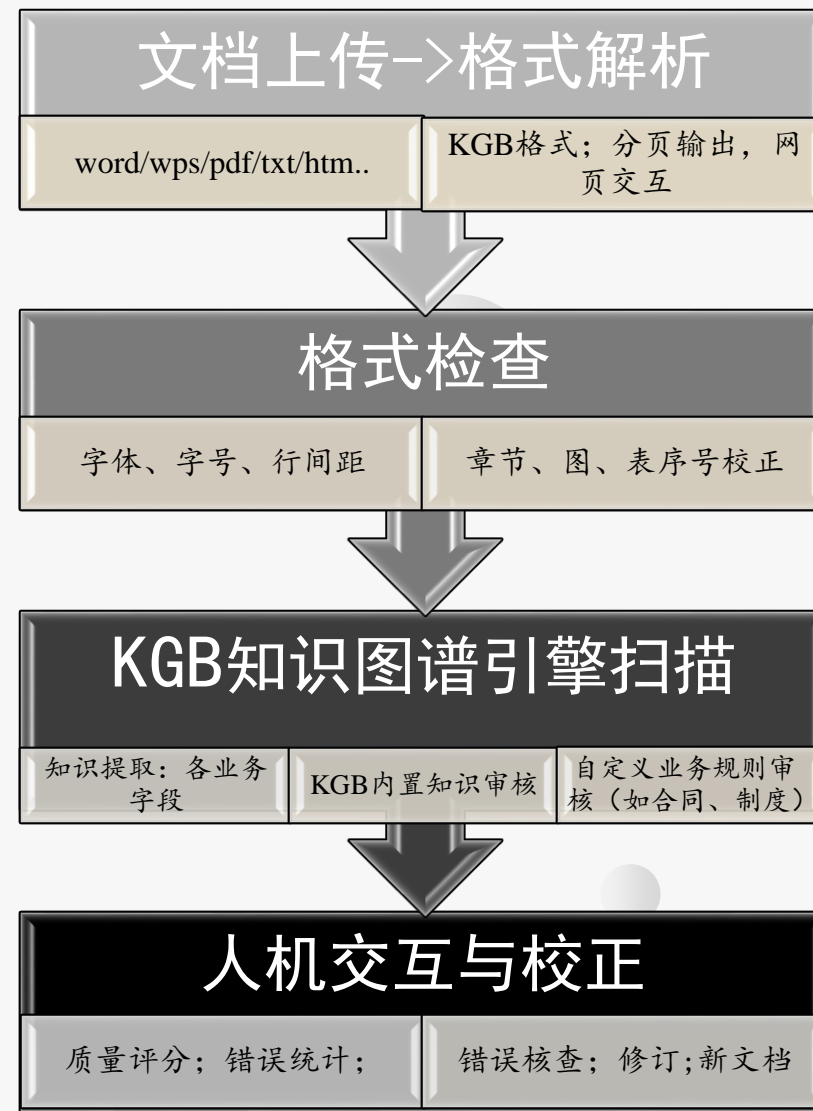 文档上传->格式解析
word/wps/pdf/txt/htm..
KGB格式；分页输出，网
页交互
格式检查
字体、字号、行间距
章节、图、表序号校正
KGB知识图谱引擎扫描
知识提取：各业务
字段
KGB内置知识审核
自定义业务规则审
核（如合同、制度）
人机交互与校正
质量评分；错误统计；
错误核查；修订;新文档